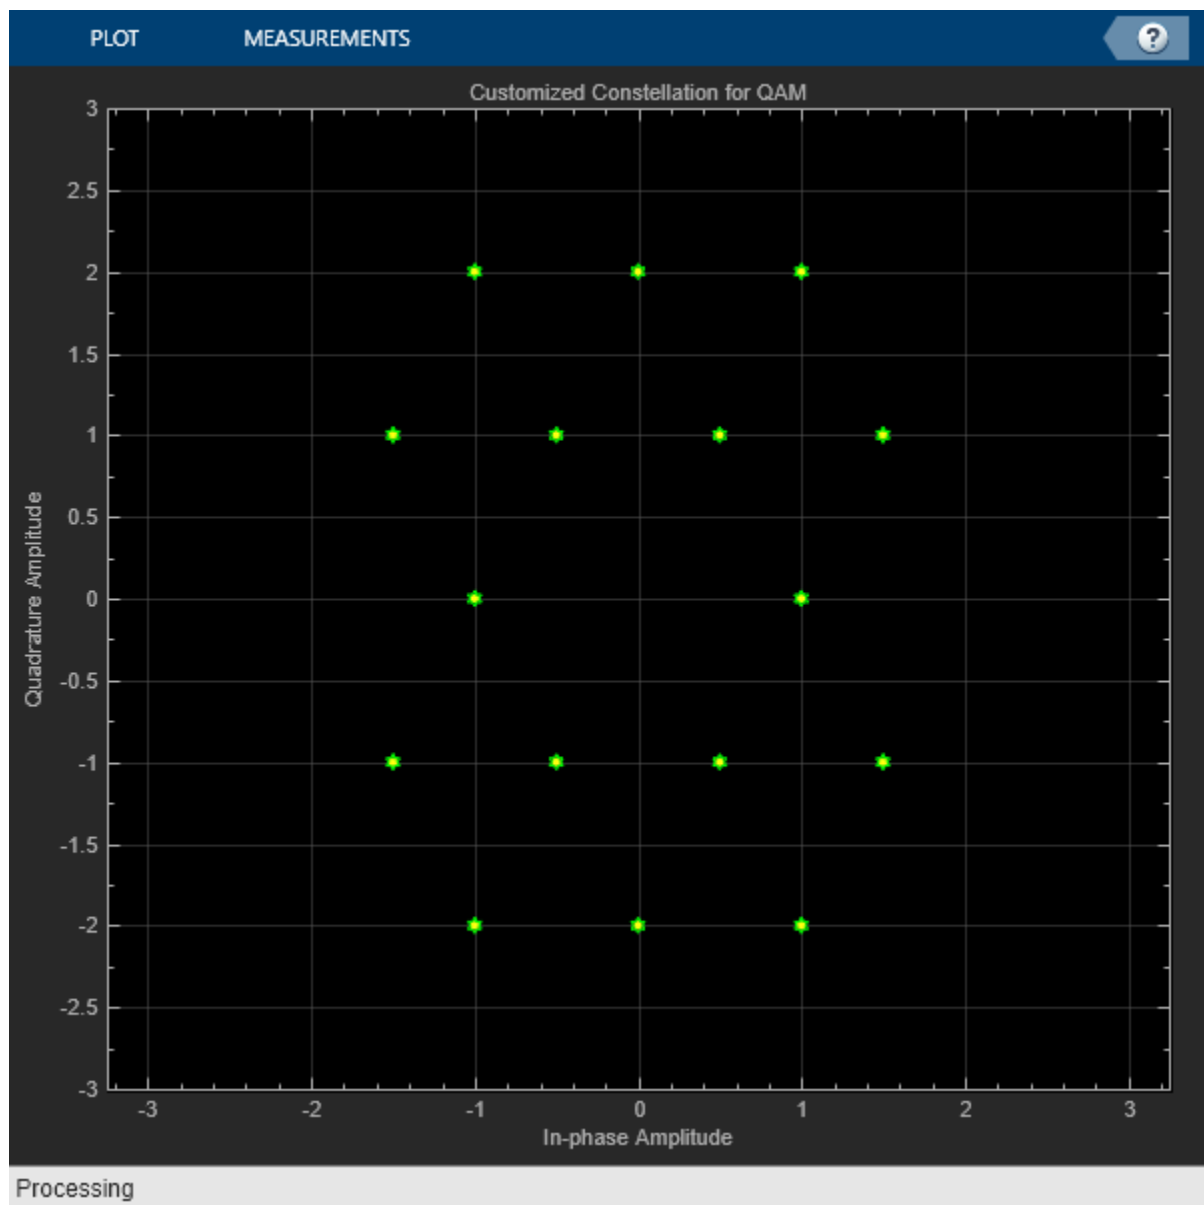 PLOT MEASUREMENTS ?
Customized Constellation for QAM
3
2.5
2
1.5
1
0.5
0
-0.5
-1
-1.5
-2
-2.5
-3
Quadrature Amplitude
-3 -2 -1 0 1 2 3
In-phase Amplitude
Processing